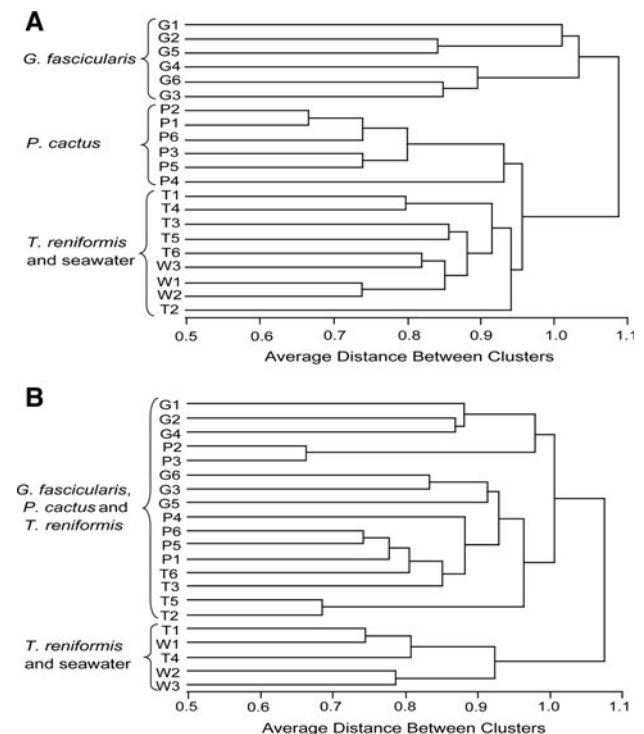 A
G. fascicularis
G1
G2
G5
G4
G6
G3
P. cactus
P2
P1
P6
P3
P5
P4
T. reniformis
and seawater
T1
T4
T3
T5
T6
W3
W1
W2
T2
0.5 0.6 0.7 0.8 0.9 1.0 1.1
Average Distance Between Clusters
B
G. fascicularis,
P. cactus and
T. reniformis
G1
G2
G4
P2
P3
G6
G3
G5
P4
P6
P5
P1
T6
T3
T5
T2
T. reniformis
and seawater
T1
W1
T4
W2
W3
0.5 0.6 0.7 0.8 0.9 1.0 1.1
Average Distance Between Clusters